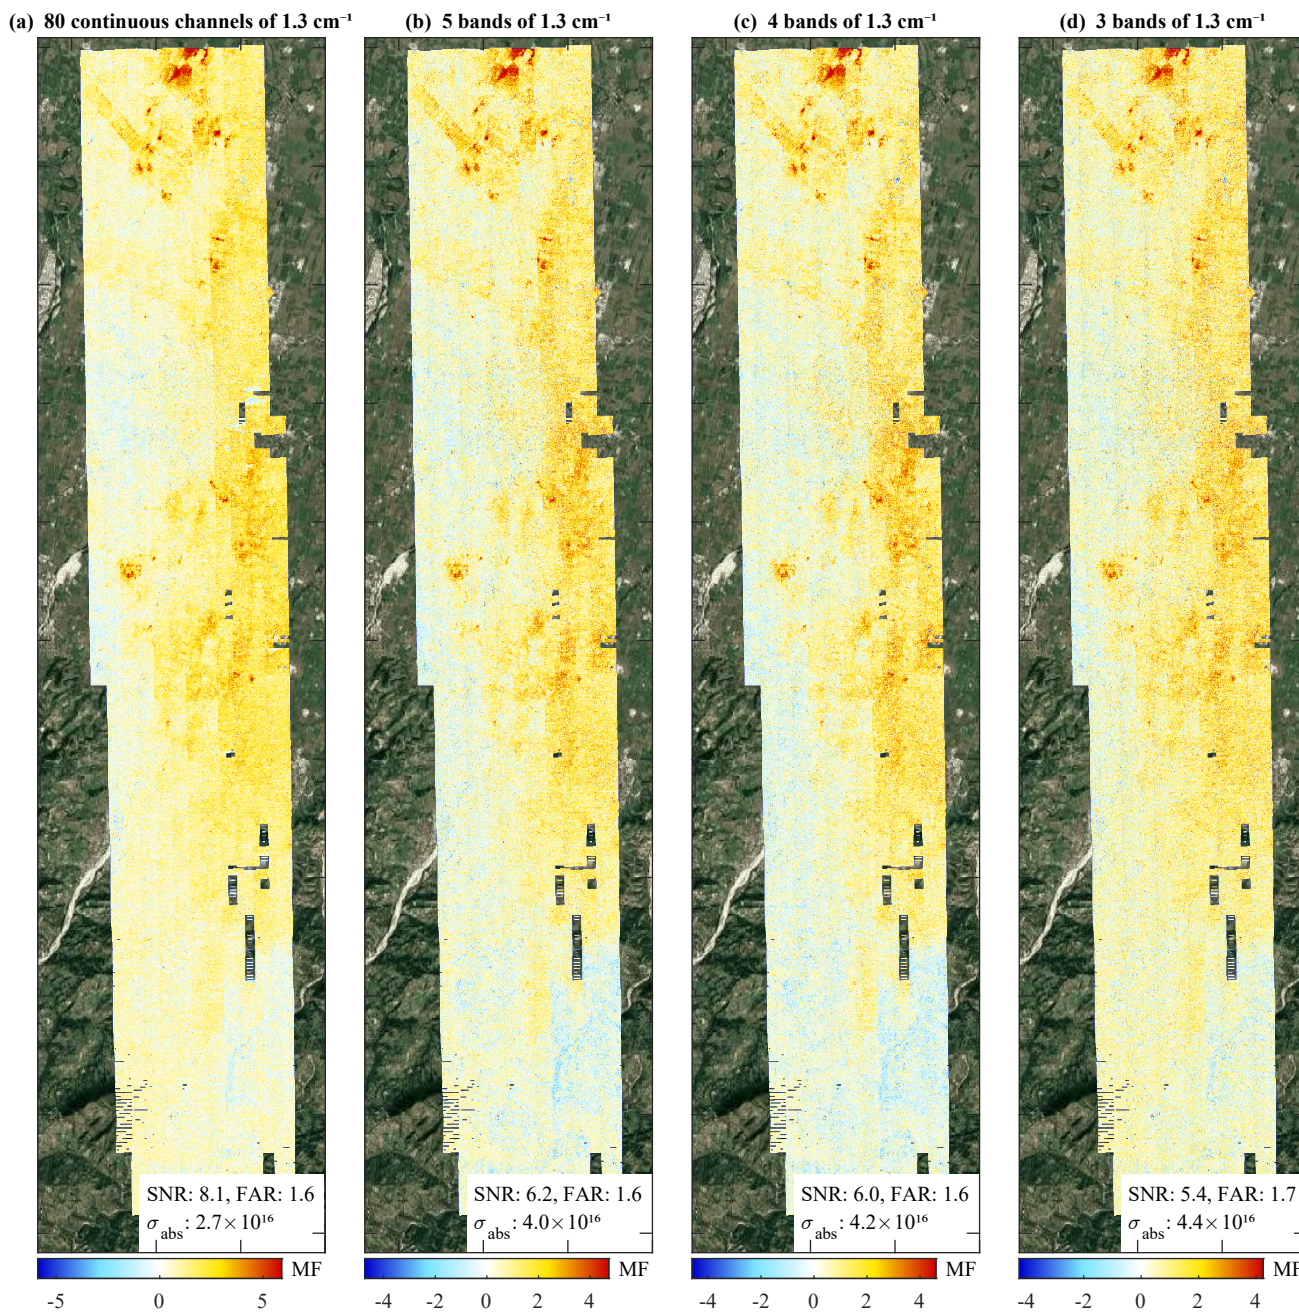 (a) 80 continuous channels of 1.3 cm⁻¹
(b) 5 bands of 1.3 cm⁻¹
(c) 4 bands of 1.3 cm⁻¹
(d) 3 bands of 1.3 cm⁻¹
SNR: 8.1, FAR: 1.6
σabs: 2.7×10¹⁶
SNR: 6.2, FAR: 1.6
σabs: 4.0×10¹⁶
SNR: 6.0, FAR: 1.6
σabs: 4.2×10¹⁶
SNR: 5.4, FAR: 1.7
σabs: 4.4×10¹⁶
MF
-5 0 5
MF
-4 -2 0 2 4
MF
-4 -2 0 2 4
MF
-4 -2 0 2 4